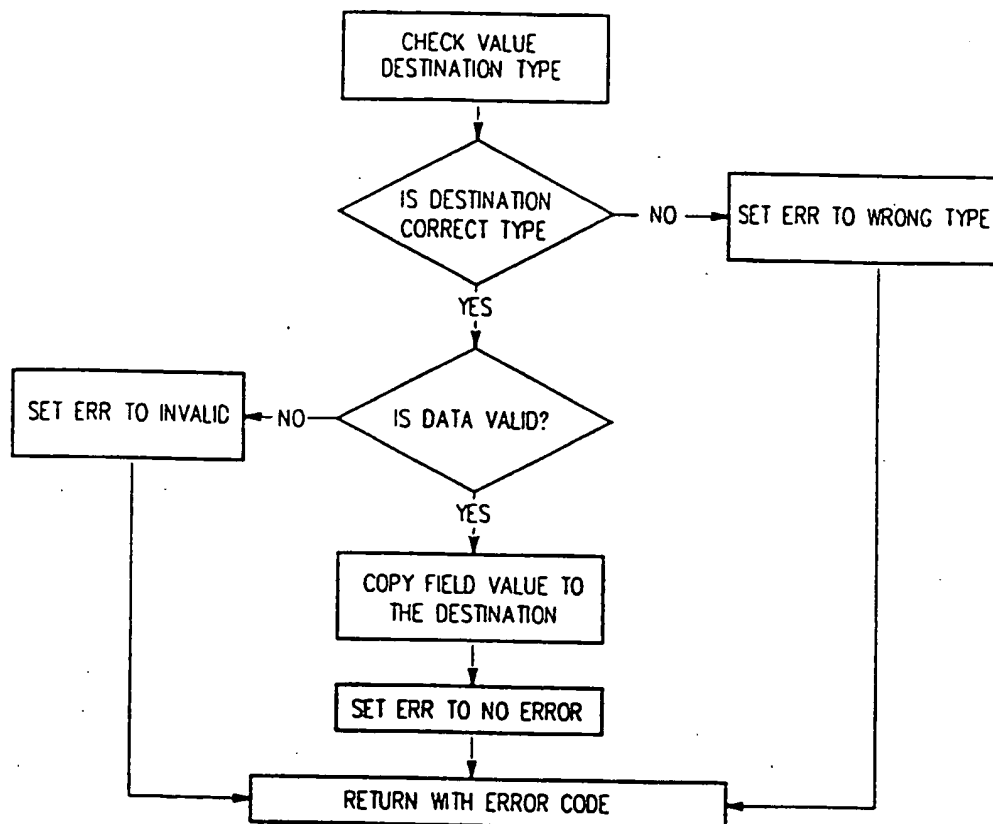 CHECK VALUE
DESTINATION TYPE
IS DESTINATION
CORRECT TYPE
NO
SET ERR TO WRONG TYPE
YES
SET ERR TO INVALID
NO
IS DATA VALID?
YES
COPY FIELD VALUE TO
THE DESTINATION
SET ERR TO NO ERROR
RETURN WITH ERROR CODE